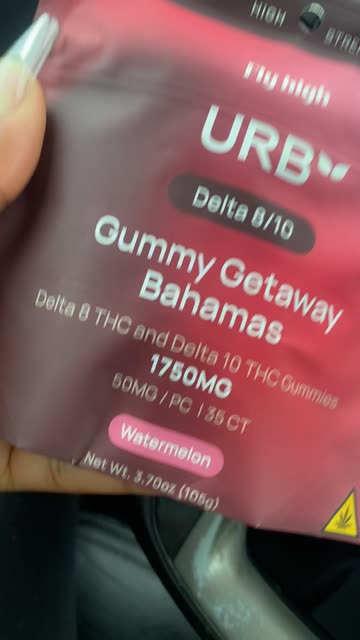 HIGH
Fly high
URB
Delta 8/10
Gummy Getaway
Bahamas
Delta 8 THC and Delta 10 THC Gummies
1750MG
50MG / PC | 35 CT
Watermelon
Net Wt. 3.70oz (105g)